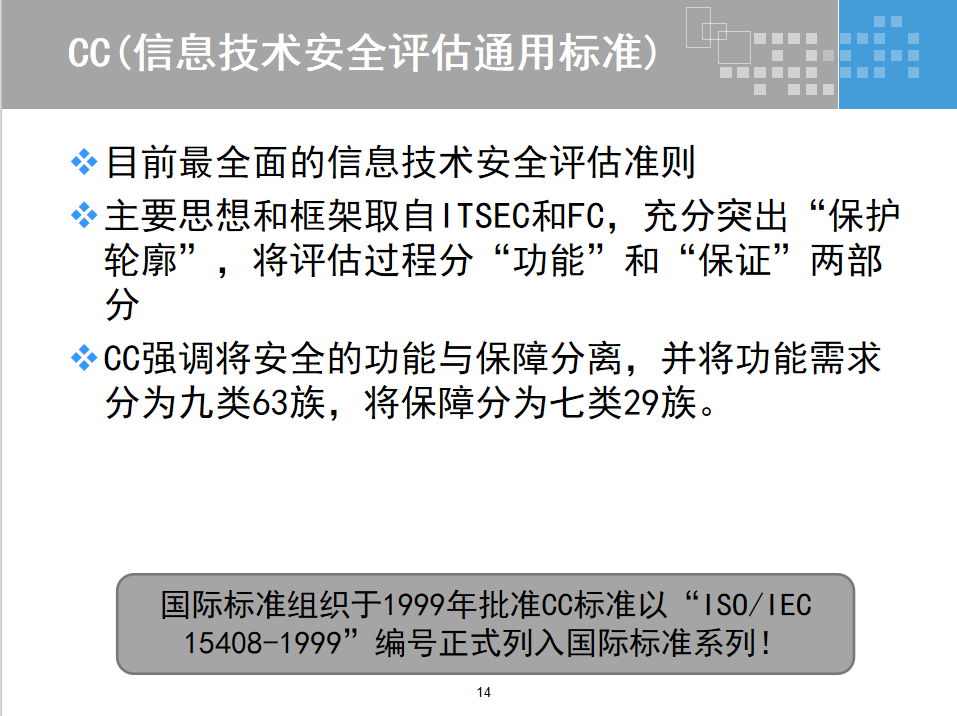 CC(信息技术安全评估通用标准)
目前最全面的信息技术安全评估准则
主要思想和框架取自ITSEC和FC，充分突出“保护
轮廓”，将评估过程分“功能”和“保证”两部
分
CC强调将安全的功能与保障分离，并将功能需求
分为九类63族，将保障分为七类29族。
国际标准组织于1999年批准CC标准以“ISO/IEC
15408-1999”编号正式列入国际标准系列！
14